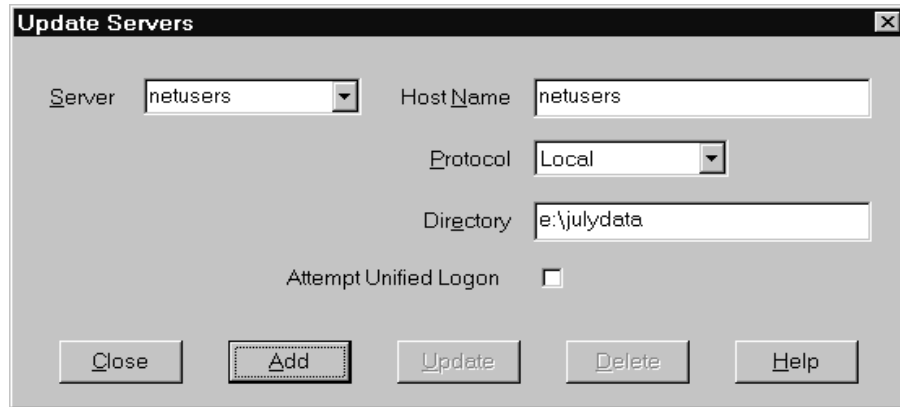 Update Servers
Server netusers Host Name netusers
Protocol Local
Directory e:\julydata
Attempt Unified Logon
Close Add Update Delete Help